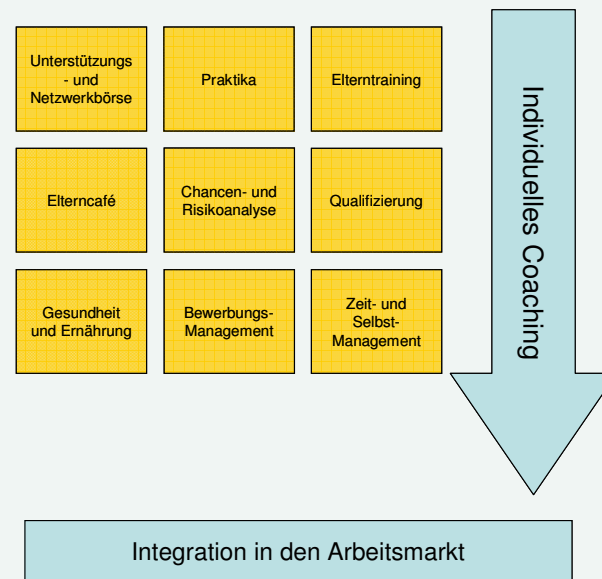 Unterstützungs
- und
Netzwerkbörse
Praktika
Elterntraining
Elterncafé
Chancen- und
Risikoanalyse
Qualifizierung
Gesundheit
und Ernährung
Bewerbungs-
Management
Zeit- und
Selbst-
Management
Individuelles Coaching
Integration in den Arbeitsmarkt